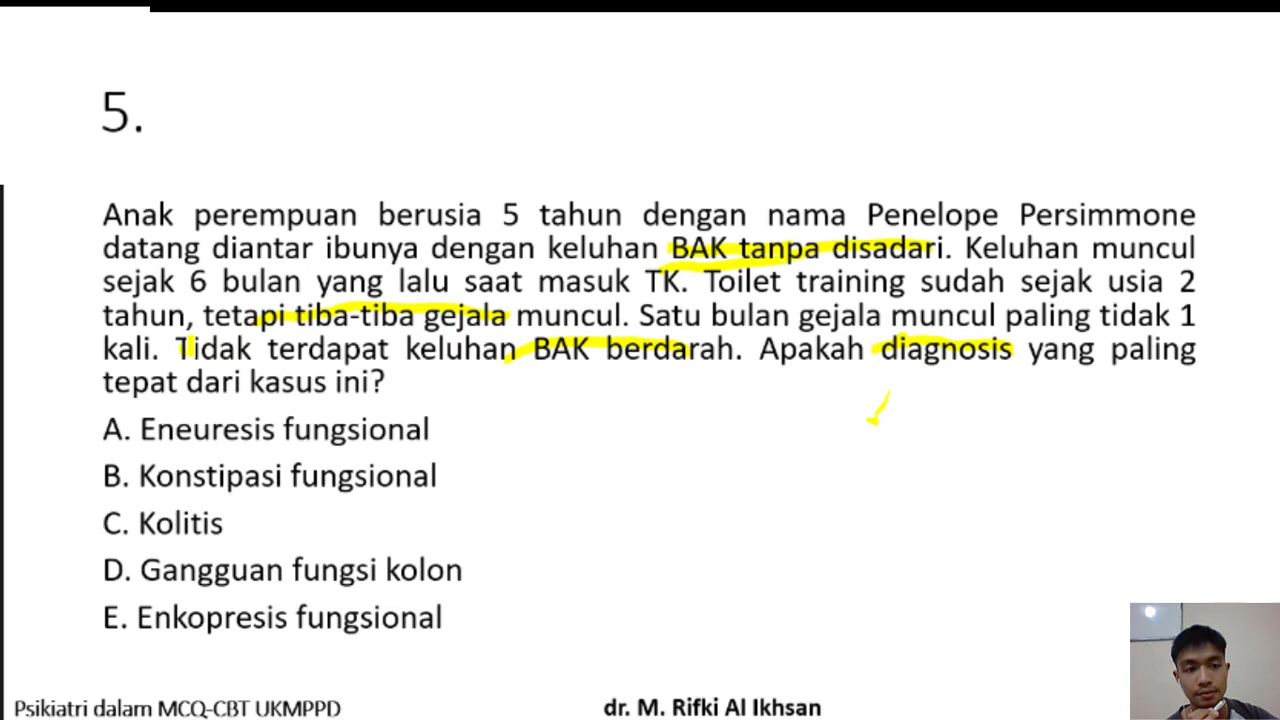 5.
Anak perempuan berusia 5 tahun dengan nama Penelope Persimmone
datang diantar ibunya dengan keluhan BAK tanpa disadari. Keluhan muncul
sejak 6 bulan yang lalu saat masuk TK. Toilet training sudah sejak usia 2
tahun, tetapi tiba-tiba gejala muncul. Satu bulan gejala muncul paling tidak 1
kali. Tidak terdapat keluhan BAK berdarah. Apakah diagnosis yang paling
tepat dari kasus ini?
A. Eneuresis fungsional
B. Konstipasi fungsional
C. Kolitis
D. Gangguan fungsi kolon
E. Enkopresis fungsional
Psikiatri dalam MCQ-CBT UKMPPD
dr. M. Rifki Al Ikhsan